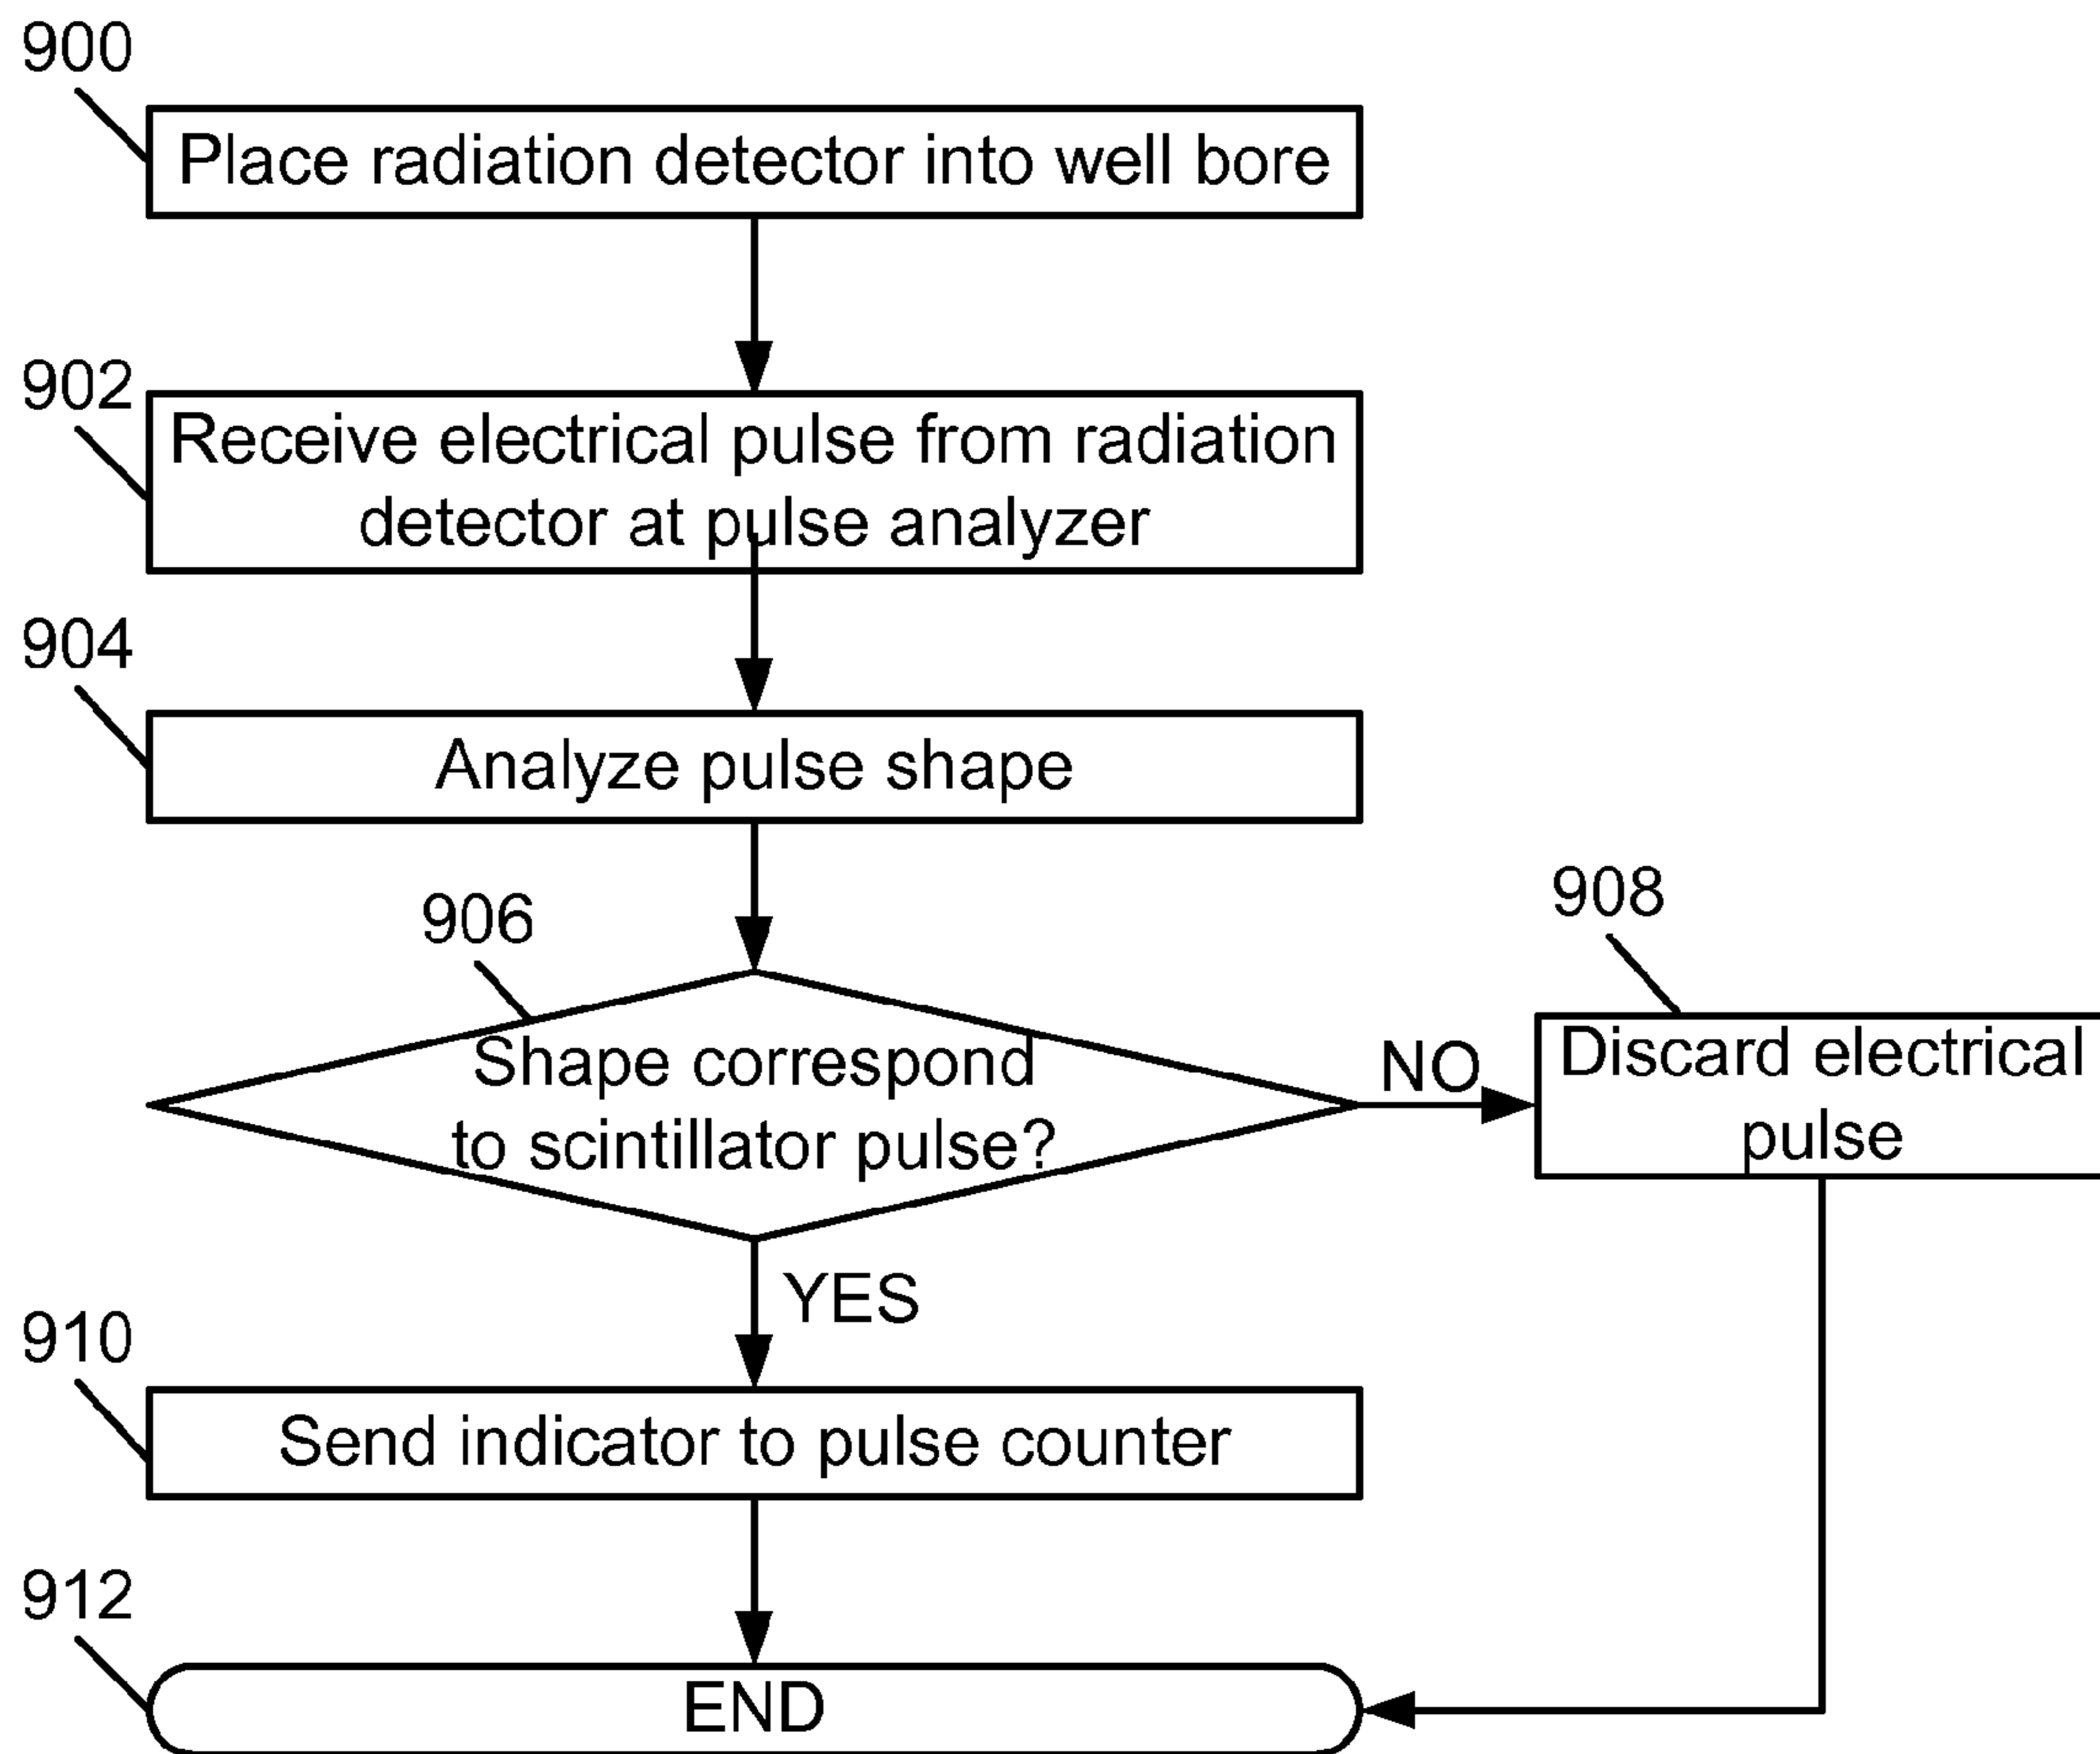 900
Place radiation detector into well bore
902
Receive electrical pulse from radiation
detector at pulse analyzer
904
Analyze pulse shape
906
Shape correspond
to scintillator pulse?
NO
908
Discard electrical
pulse
YES
910
Send indicator to pulse counter
912
END